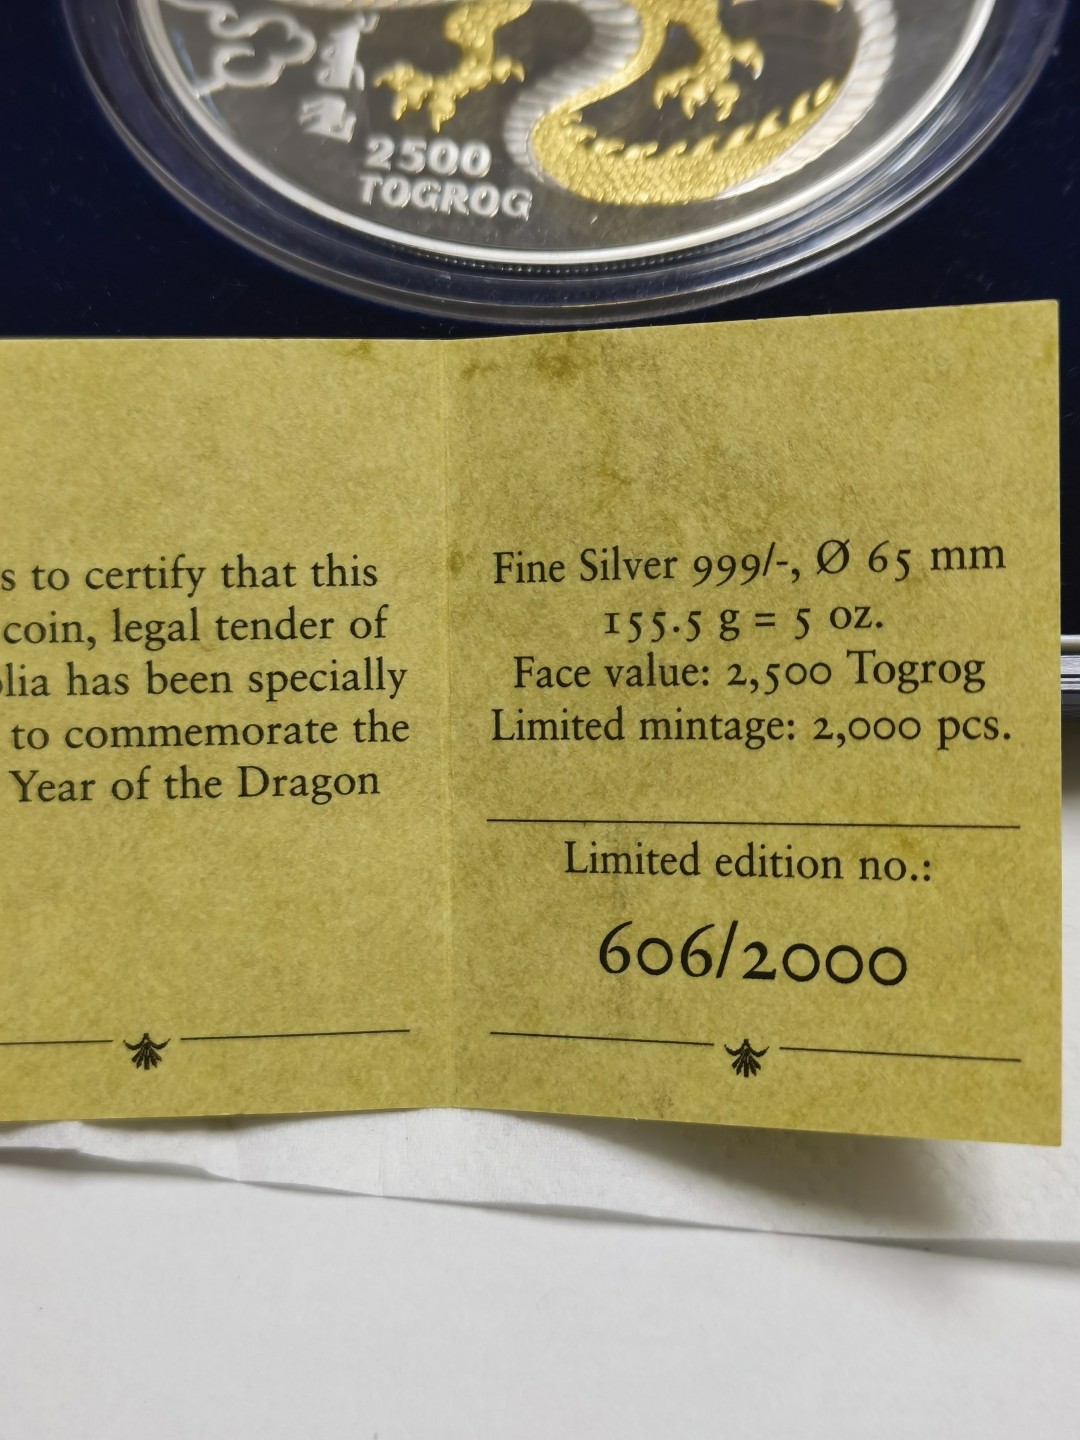 2500
TOGROG
s to certify that this
coin, legal tender of
lia has been specially
to commemorate the
Year of the Dragon
Fine Silver 999/-, Ø 65 mm
155.5 g = 5 oz.
Face value: 2,500 Togrog
Limited mintage: 2,000 pcs.
Limited edition no.:
606/2000